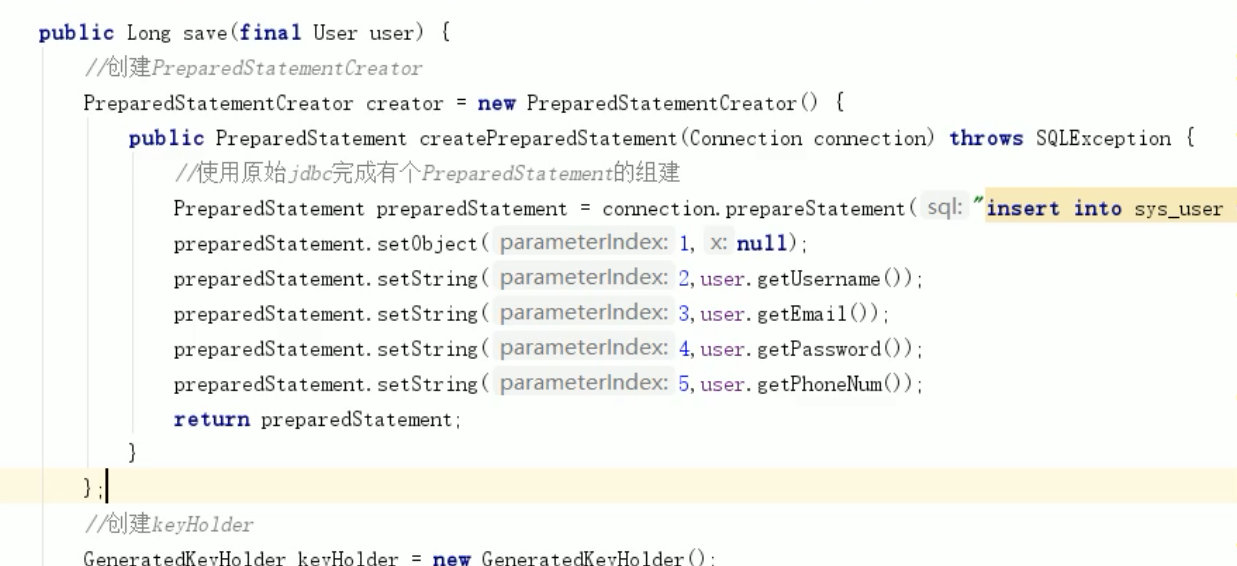 public Long save(final User user) {
//创建PreparedStatementCreator
PreparedStatementCreator creator = new PreparedStatementCreator() {
public PreparedStatement createPreparedStatement(Connection connection) throws SQLException {
//使用原始jdbc完成有个PreparedStatement的组建
PreparedStatement preparedStatement = connection.prepareStatement( sql: "insert into sys_user
preparedStatement.setObject( parameterIndex: 1, x: null);
preparedStatement.setString( parameterIndex: 2,user.getUsername());
preparedStatement.setString( parameterIndex: 3,user.getEmail());
preparedStatement.setString( parameterIndex: 4,user.getPassword());
preparedStatement.setString( parameterIndex: 5,user.getPhoneNum());
return preparedStatement;
}
};
//创建keyHolder
GeneratedKeyHolder keyHolder = new GeneratedKeyHolder();